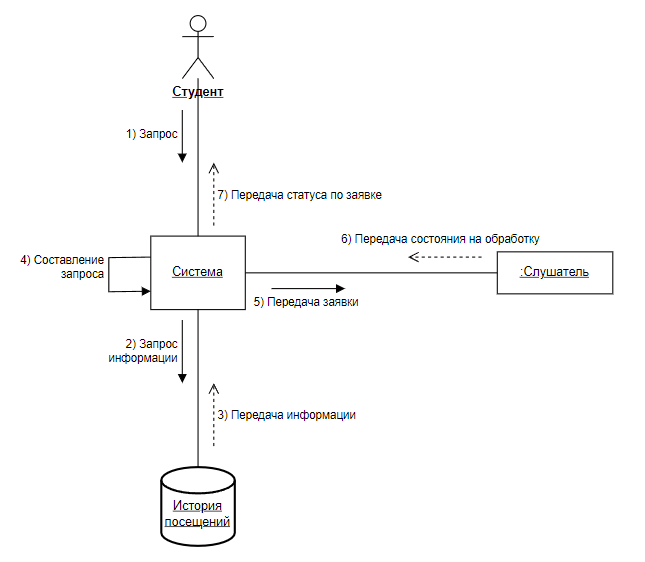 Студент
1) Запрос
7) Передача статуса по заявке
6) Передача состояния на обработку
4) Составление
запроса
Система
:Слушатель
5) Передача заявки
2) Запрос
информации
3) Передача информации
История
посещений